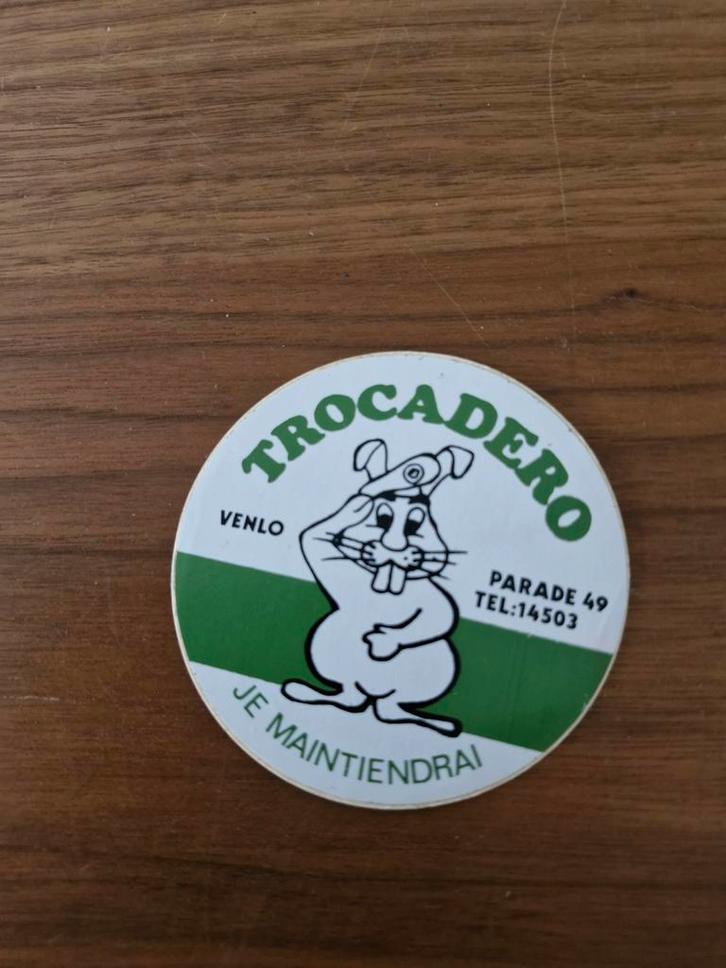 TROCADERO
VENLO
PARADE 49
TEL:14503
JE MAINTIENDRAI